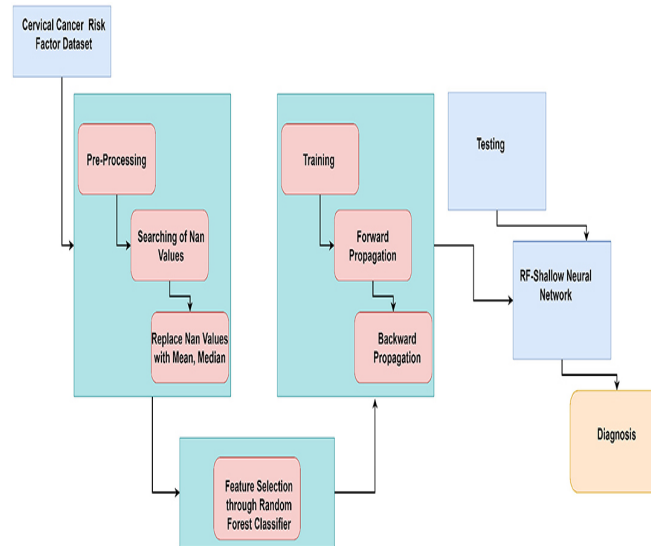 Cervical Cancer Risk
Factor Dataset
Pre-Processing
Searching of Nan
Values
Replace Nan Values
with Mean, Median
Feature Selection
through Random
Forest Classifier
Training
Forward
Propagation
Backward
Propagation
Testing
RF-Shallow Neural
Network
Diagnosis